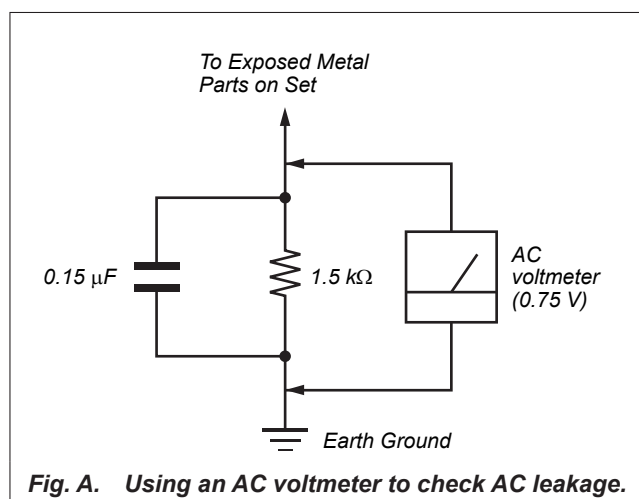 To Exposed Metal
Parts on Set
0.15 μF
1.5 kΩ
AC
voltmeter
(0.75 V)
Earth Ground
Fig. A. Using an AC voltmeter to check AC leakage.